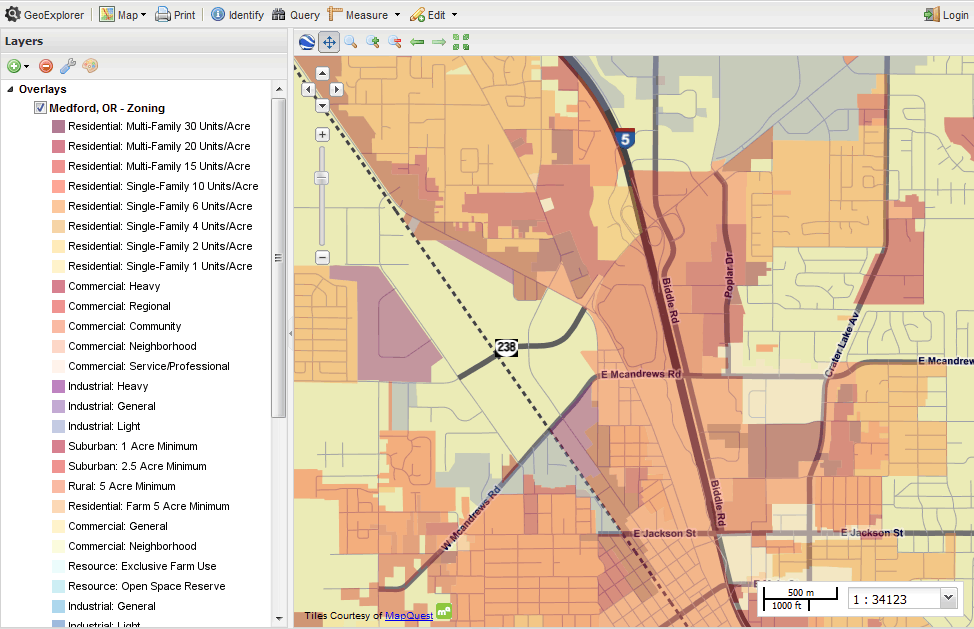 GeoExplorer Map Print Identify Query Measure Edit Login
Layers
Overlays
Medford, OR - Zoning
Residential: Multi-Family 30 Units/Acre
Residential: Multi-Family 20 Units/Acre
Residential: Multi-Family 15 Units/Acre
Residential: Single-Family 10 Units/Acre
Residential: Single-Family 6 Units/Acre
Residential: Single-Family 4 Units/Acre
Residential: Single-Family 2 Units/Acre
Residential: Single-Family 1 Units/Acre
Commercial: Heavy
Commercial: Regional
Commercial: Community
Commercial: Neighborhood
Commercial: Service/Professional
Industrial: Heavy
Industrial: General
Industrial: Light
Suburban: 1 Acre Minimum
Suburban: 2.5 Acre Minimum
Rural: 5 Acre Minimum
Residential: Farm 5 Acre Minimum
Commercial: General
Commercial: Neighborhood
Resource: Exclusive Farm Use
Resource: Open Space Reserve
Industrial: General
Industrial: Light
5
Poplar Dr
Biddle Rd
Crater Lake Av
238
E Mcandrews
E Mcandrews Rd
Biddle Rd
W Mcandrews Rd
E Jackson St
E Jackson St
500 m
1000 ft
1 : 34123
Tiles Courtesy of MapQuest m